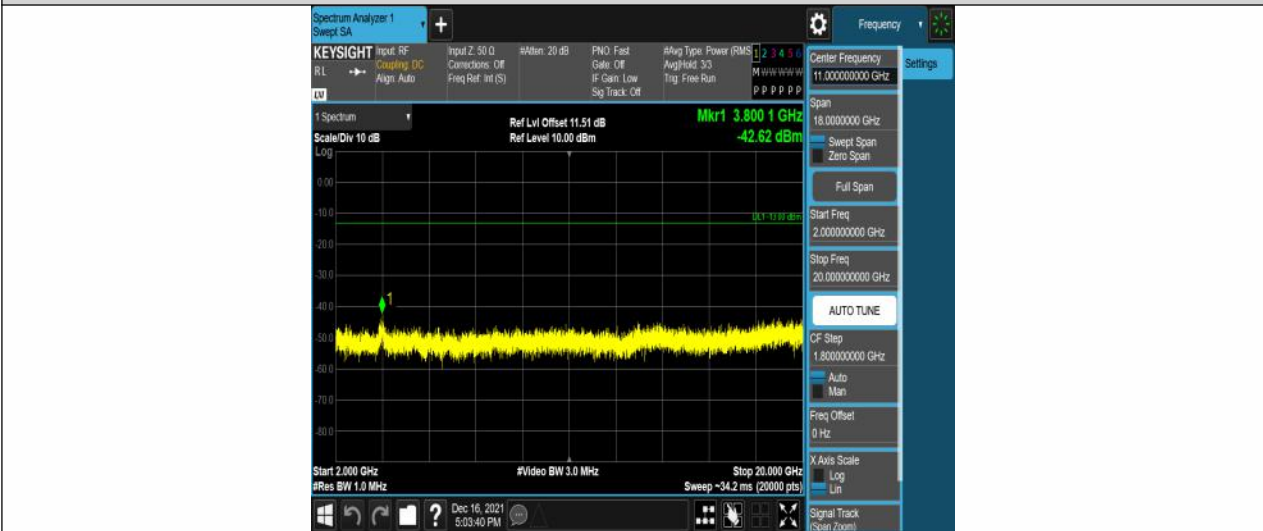 Spectrum Analyzer 1
Swept SA
Frequency
KEYSIGHT
RL
LV
Input: RF
Coupling: DC
Align: Auto
Input Z: 50 Ω
Corrections: Off
Freq Ref: Int (S)
#Atten: 20 dB
PNO: Fast
Gate: Off
IF Gain: Low
Sig Track: Off
#Avg Type: Power (RMS
Avg|Hold: 3/3
Trig: Free Run
1 2 3 4 5 6
M W W W W W
P P P P P P
Center Frequency
11.000000000 GHz
Settings
Span
18.0000000 GHz
Swept Span
Zero Span
Full Span
Start Freq
2.000000000 GHz
Stop Freq
20.000000000 GHz
AUTO TUNE
CF Step
1.800000000 GHz
Auto
Man
Freq Offset
0 Hz
X Axis Scale
Log
Lin
Signal Track
(Span Zoom)
1 Spectrum
Scale/Div 10 dB
Ref Lvl Offset 11.51 dB
Ref Level 10.00 dBm
Mkr1 3.800 1 GHz
-42.62 dBm
Log
0.00
-10.0
DL1 -13.00 dBm
-20.0
-30.0
-40.0
1
-50.0
-60.0
-70.0
-80.0
Start 2.000 GHz
#Res BW 1.0 MHz
#Video BW 3.0 MHz
Stop 20.000 GHz
Sweep ~34.2 ms (20000 pts)
?
Dec 16, 2021
5:03:40 PM